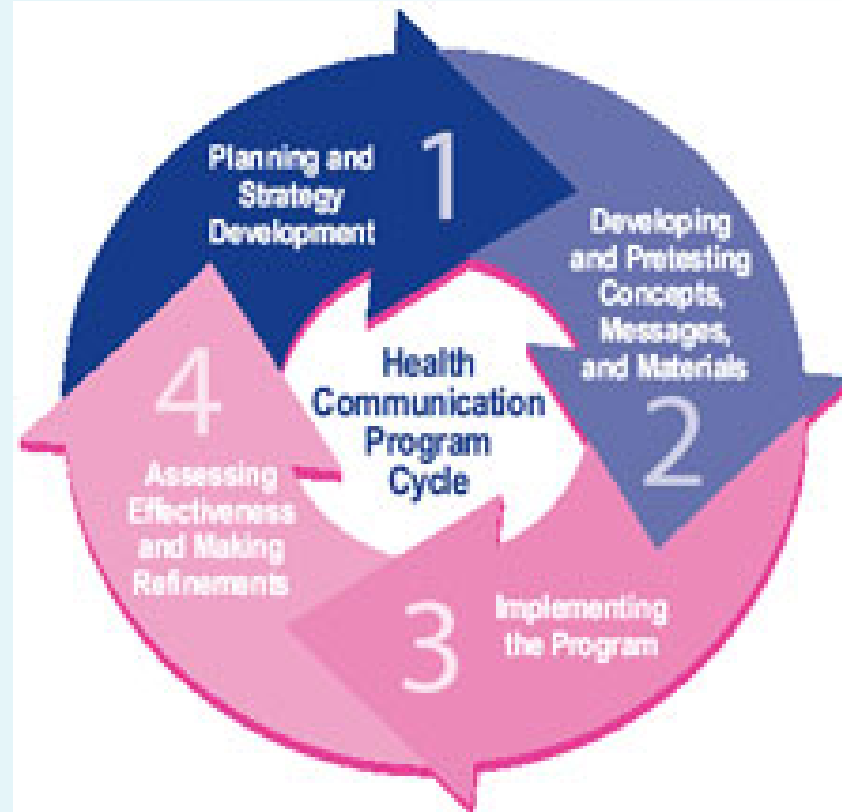 1
Planning and
Strategy
Development
Developing
and Pretesting
Concepts,
Messages,
and Materials
2
Implementing
the Program
3
4
Assessing
Effectiveness
and Making
Refinements
Health
Communication
Program
Cycle